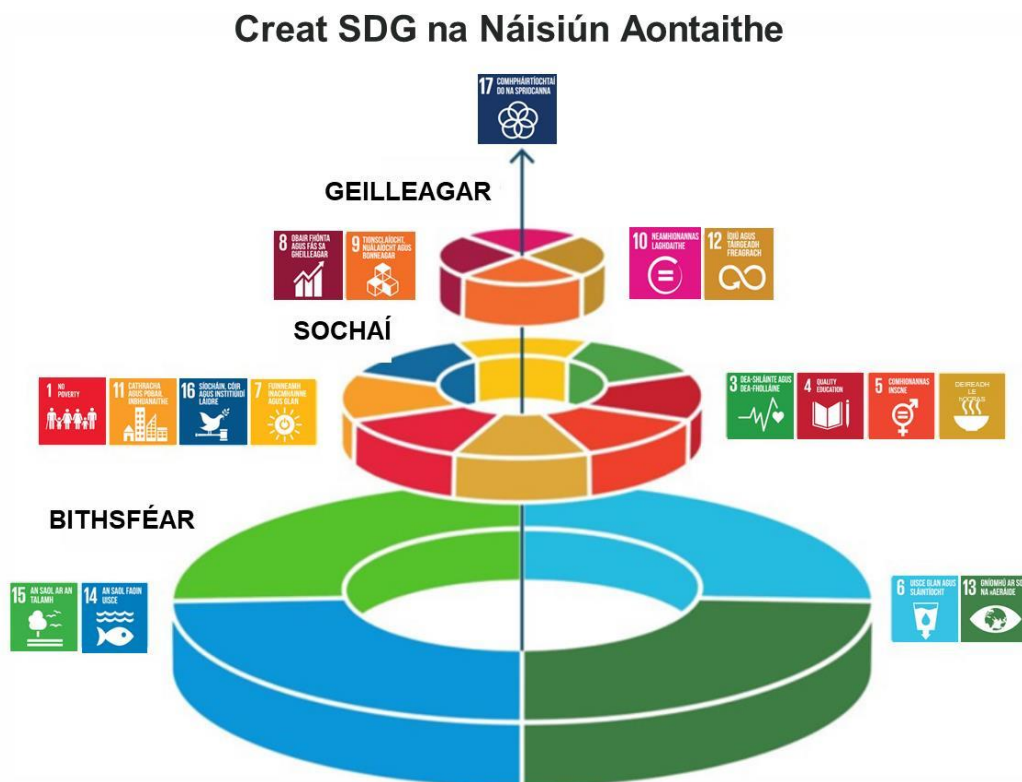 Creat SDG na Náisiún Aontaithe
17 COMHPHÁIRTÍOCHTAÍ
DO NA SPRIOCANNA
GEILLEAGAR
8 OBAIR FHÓNTA
AGUS FÁS SA
GHEILLEAGAR
9 TIONSCLAÍOCHT,
NUÁLAÍOCHT AGUS
BONNEAGAR
10 NEAMHIONANNAS
LAGHDAITHE
12 ÍDIÚ AGUS
TÁIRGEADH
FREAGRACH
SOCHAÍ
1 NO
POVERTY
11 CATHRACHA
AGUS POBAIL
INBHUANAITHE
16 SÍOCHÁIN, CÓIR
AGUS INSTITIÚIDÍ
LÁIDRE
7 FUINNEAMH
INACMHAINNE
AGUS GLAN
3 DEA-SHLÁINTE AGUS
DEA-FHOLLÁINE
4 QUALITY
EDUCATION
5 COMHIONANNAS
INSCNE
DEIREADH
LE
BITHSFÉAR
15 AN SAOL AR AN
TALAMH
14 AN SAOL FAOIN
UISCE
6 UISCE GLAN AGUS
SLÁINTÍOCHT
13 GNÍOMHÚ AR SO
NA hAERÁIDE